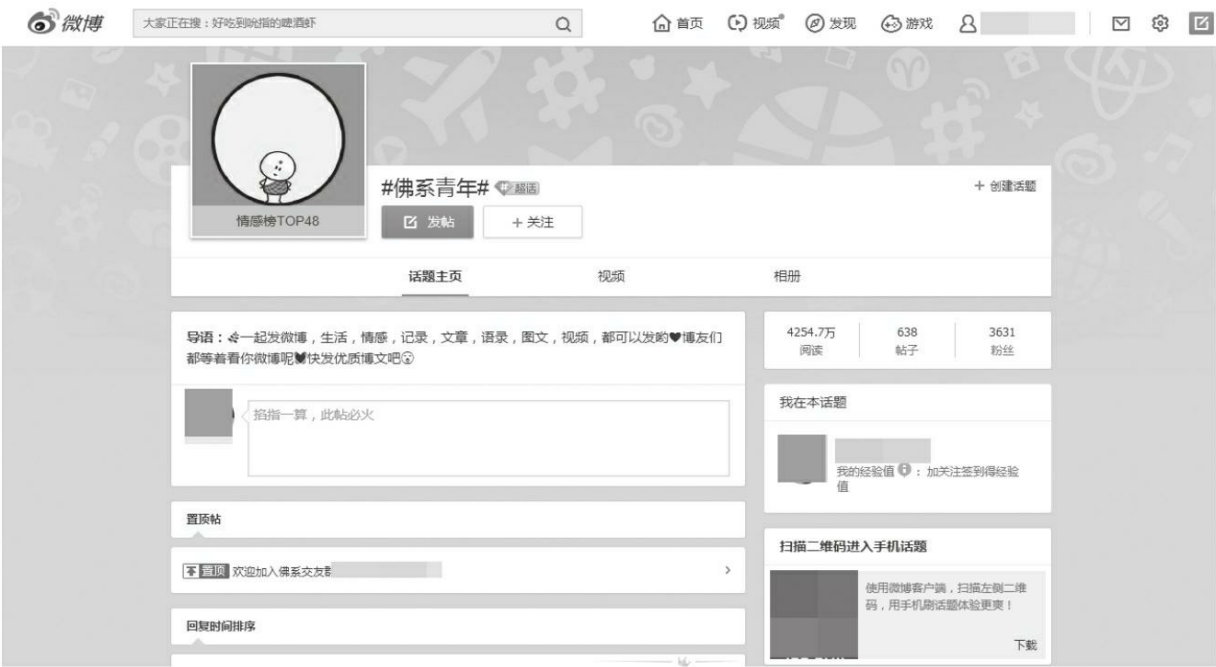 微博
大家正在搜：好吃到吮指的啤酒虾
首页
视频
发现
游戏
情感榜TOP48
#佛系青年#
超话
+ 创建话题
发帖
+ 关注
话题主页
视频
相册
导语：一起发微博，生活，情感，记录，文章，语录，图文，视频，都可以发哟♥博友们
都等着看你微博呢快发优质博文吧
4254.7万
阅读
638
帖子
3631
粉丝
掐指一算，此帖必火
我在本话题
我的经验值：加关注签到得经验
值
置顶帖
置顶 欢迎加入佛系交友群
扫描二维码进入手机话题
使用微博客户端，扫描左侧二维
码，用手机刷话题体验更爽！
下载
回复时间排序